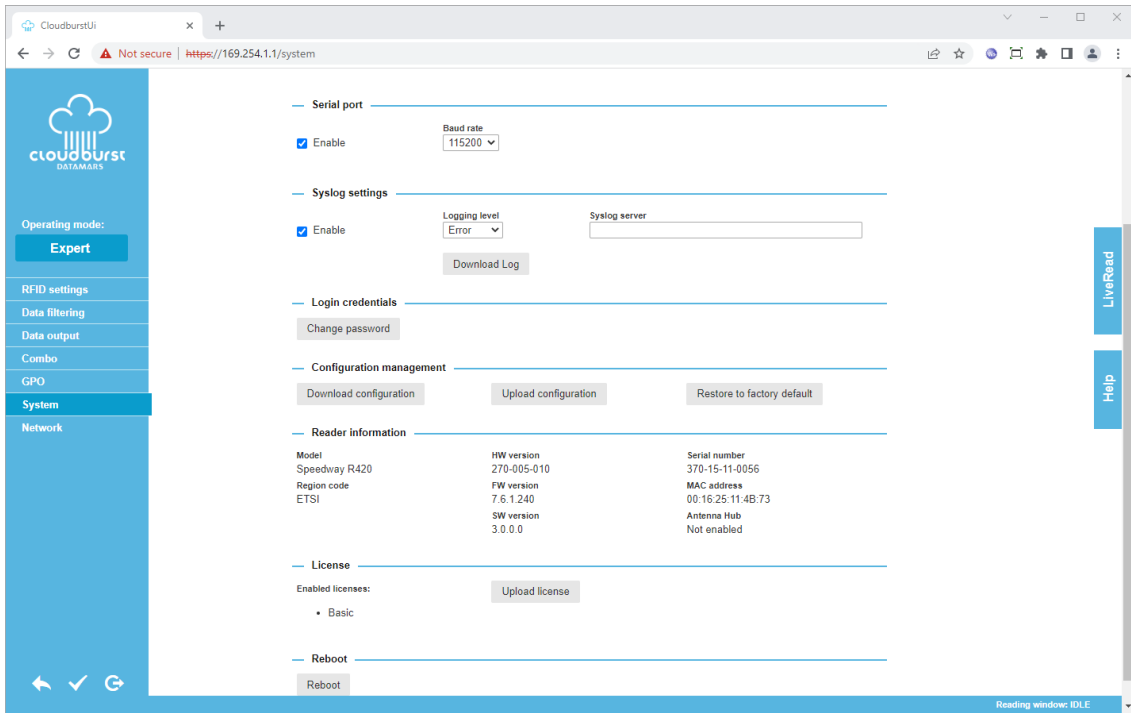 CloudburstUi
Not secure
https://169.254.1.1/system
cloudburst
DATAMARS
Operating mode:
Expert
RFID settings
Data filtering
Data output
Combo
GPO
System
Network
Serial port
Enable
Baud rate
115200
Syslog settings
Enable
Logging level
Error
Syslog server
Download Log
Login credentials
Change password
Configuration management
Download configuration
Upload configuration
Restore to factory default
Reader information
Model
Speedway R420
Region code
ETSI
HW version
270-005-010
FW version
7.6.1.240
SW version
3.0.0.0
Serial number
370-15-11-0056
MAC address
00:16:25:11:4B:73
Antenna Hub
Not enabled
License
Enabled licenses:
• Basic
Upload license
Reboot
Reboot
LiveRead
Help
Reading window: IDLE